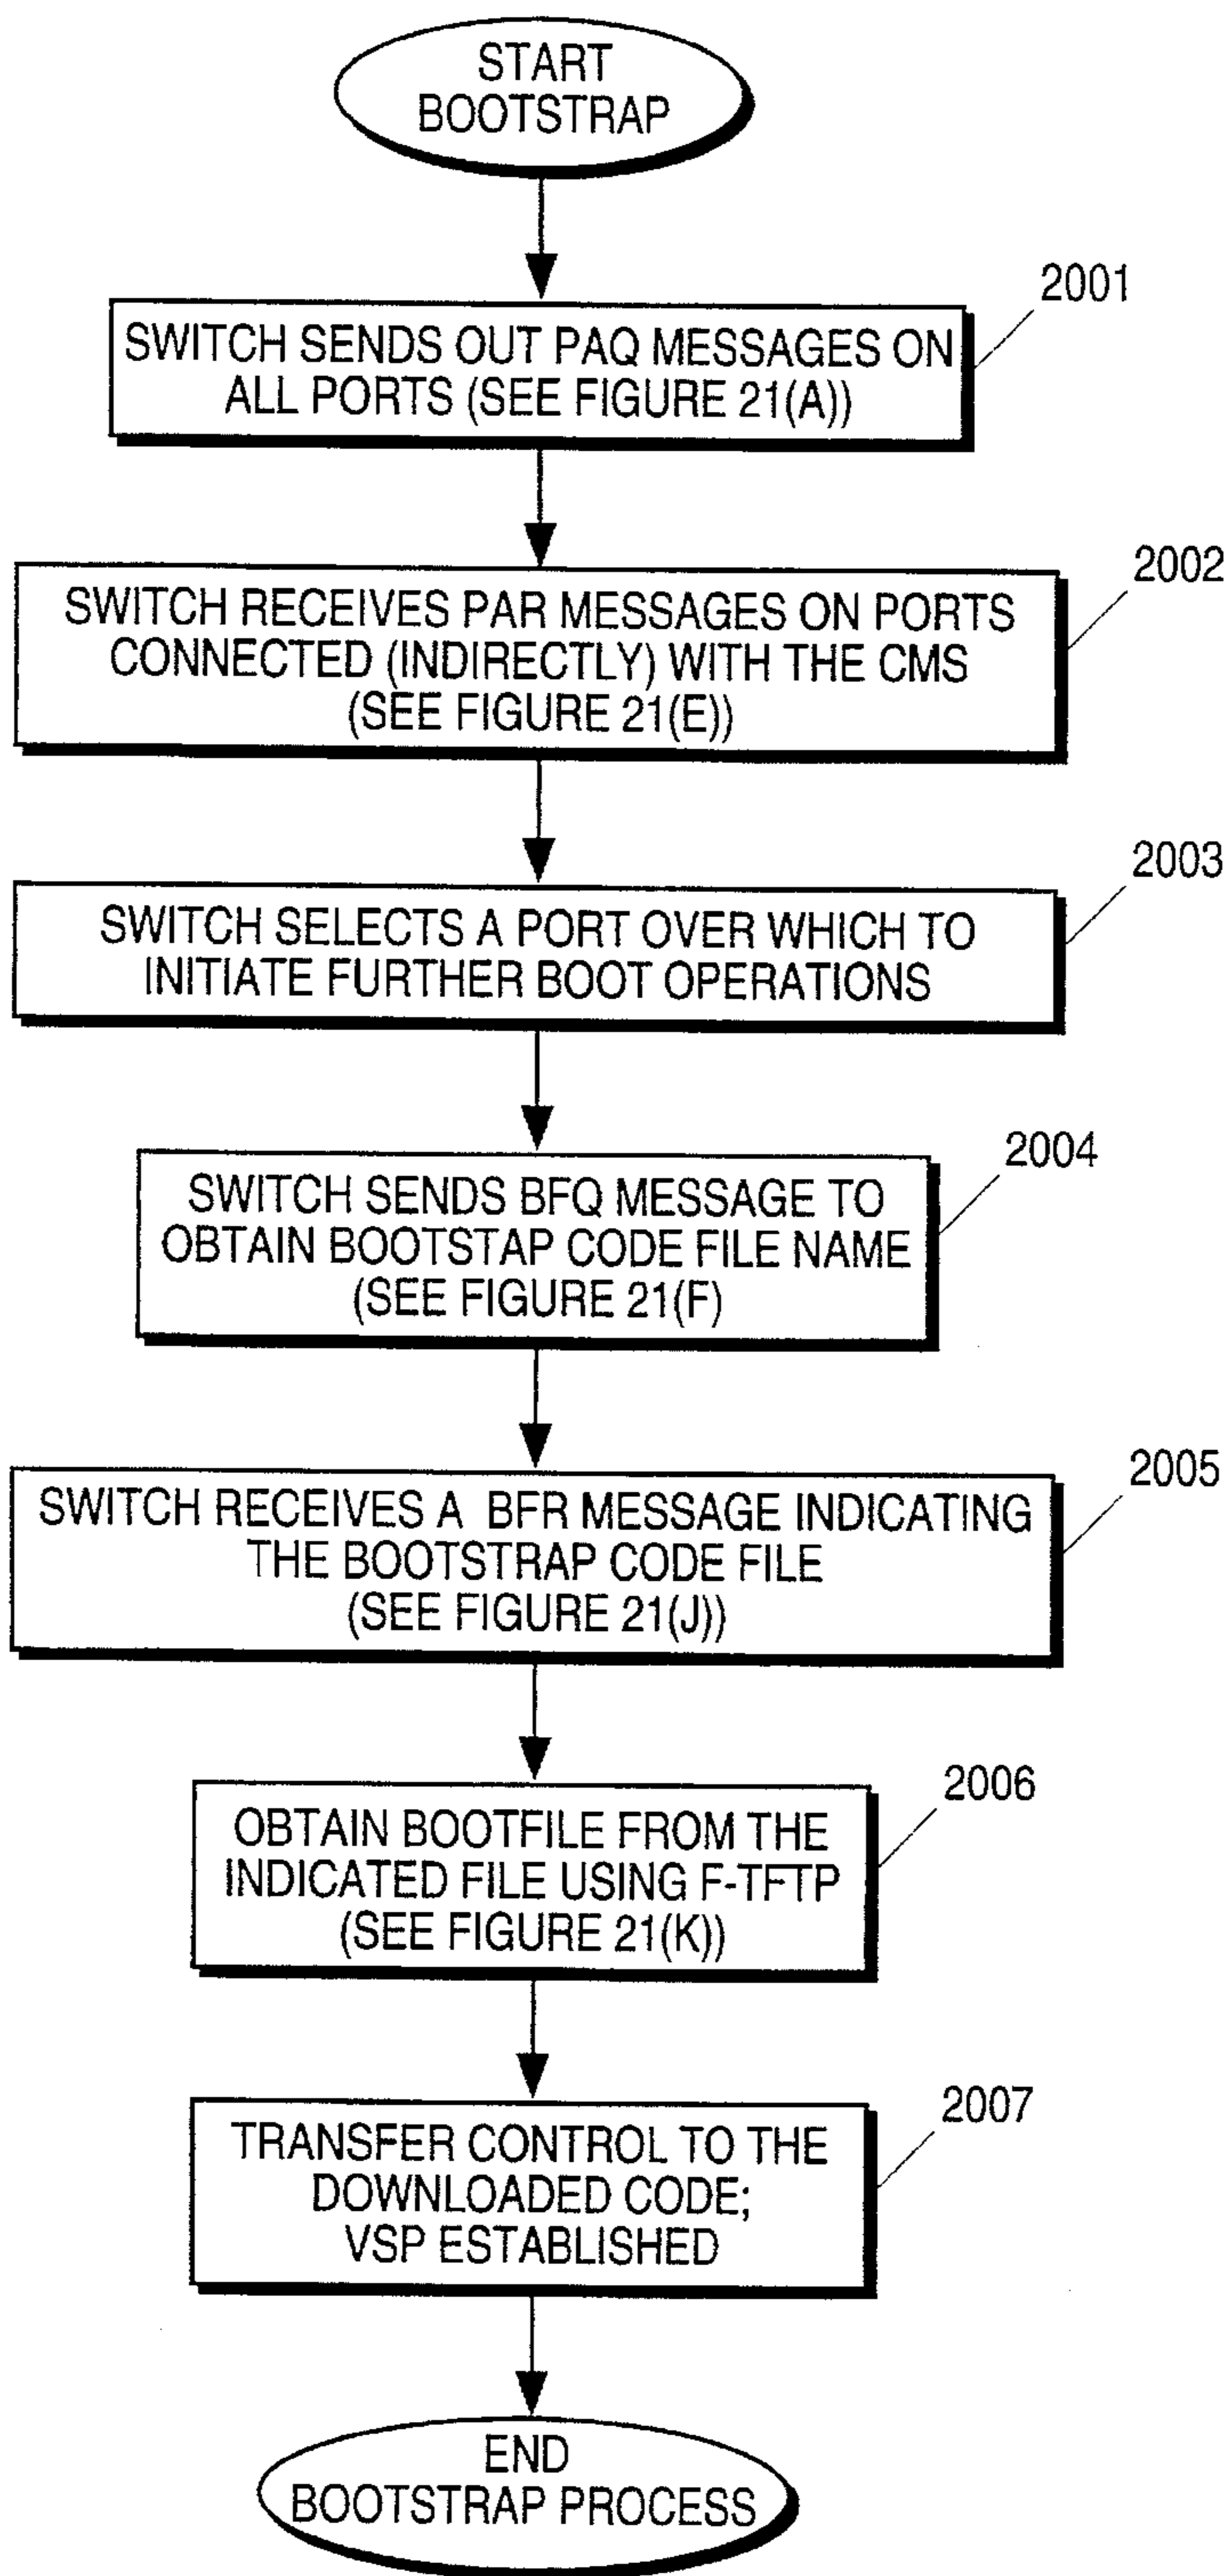 START
BOOTSTRAP
2001
SWITCH SENDS OUT PAQ MESSAGES ON
ALL PORTS (SEE FIGURE 21(A))
2002
SWITCH RECEIVES PAR MESSAGES ON PORTS
CONNECTED (INDIRECTLY) WITH THE CMS
(SEE FIGURE 21(E))
2003
SWITCH SELECTS A PORT OVER WHICH TO
INITIATE FURTHER BOOT OPERATIONS
2004
SWITCH SENDS BFQ MESSAGE TO
OBTAIN BOOTSTAP CODE FILE NAME
(SEE FIGURE 21(F)
2005
SWITCH RECEIVES A BFR MESSAGE INDICATING
THE BOOTSTRAP CODE FILE
(SEE FIGURE 21(J))
2006
OBTAIN BOOTFILE FROM THE
INDICATED FILE USING F-TFTP
(SEE FIGURE 21(K))
2007
TRANSFER CONTROL TO THE
DOWNLOADED CODE;
VSP ESTABLISHED
END
BOOTSTRAP PROCESS